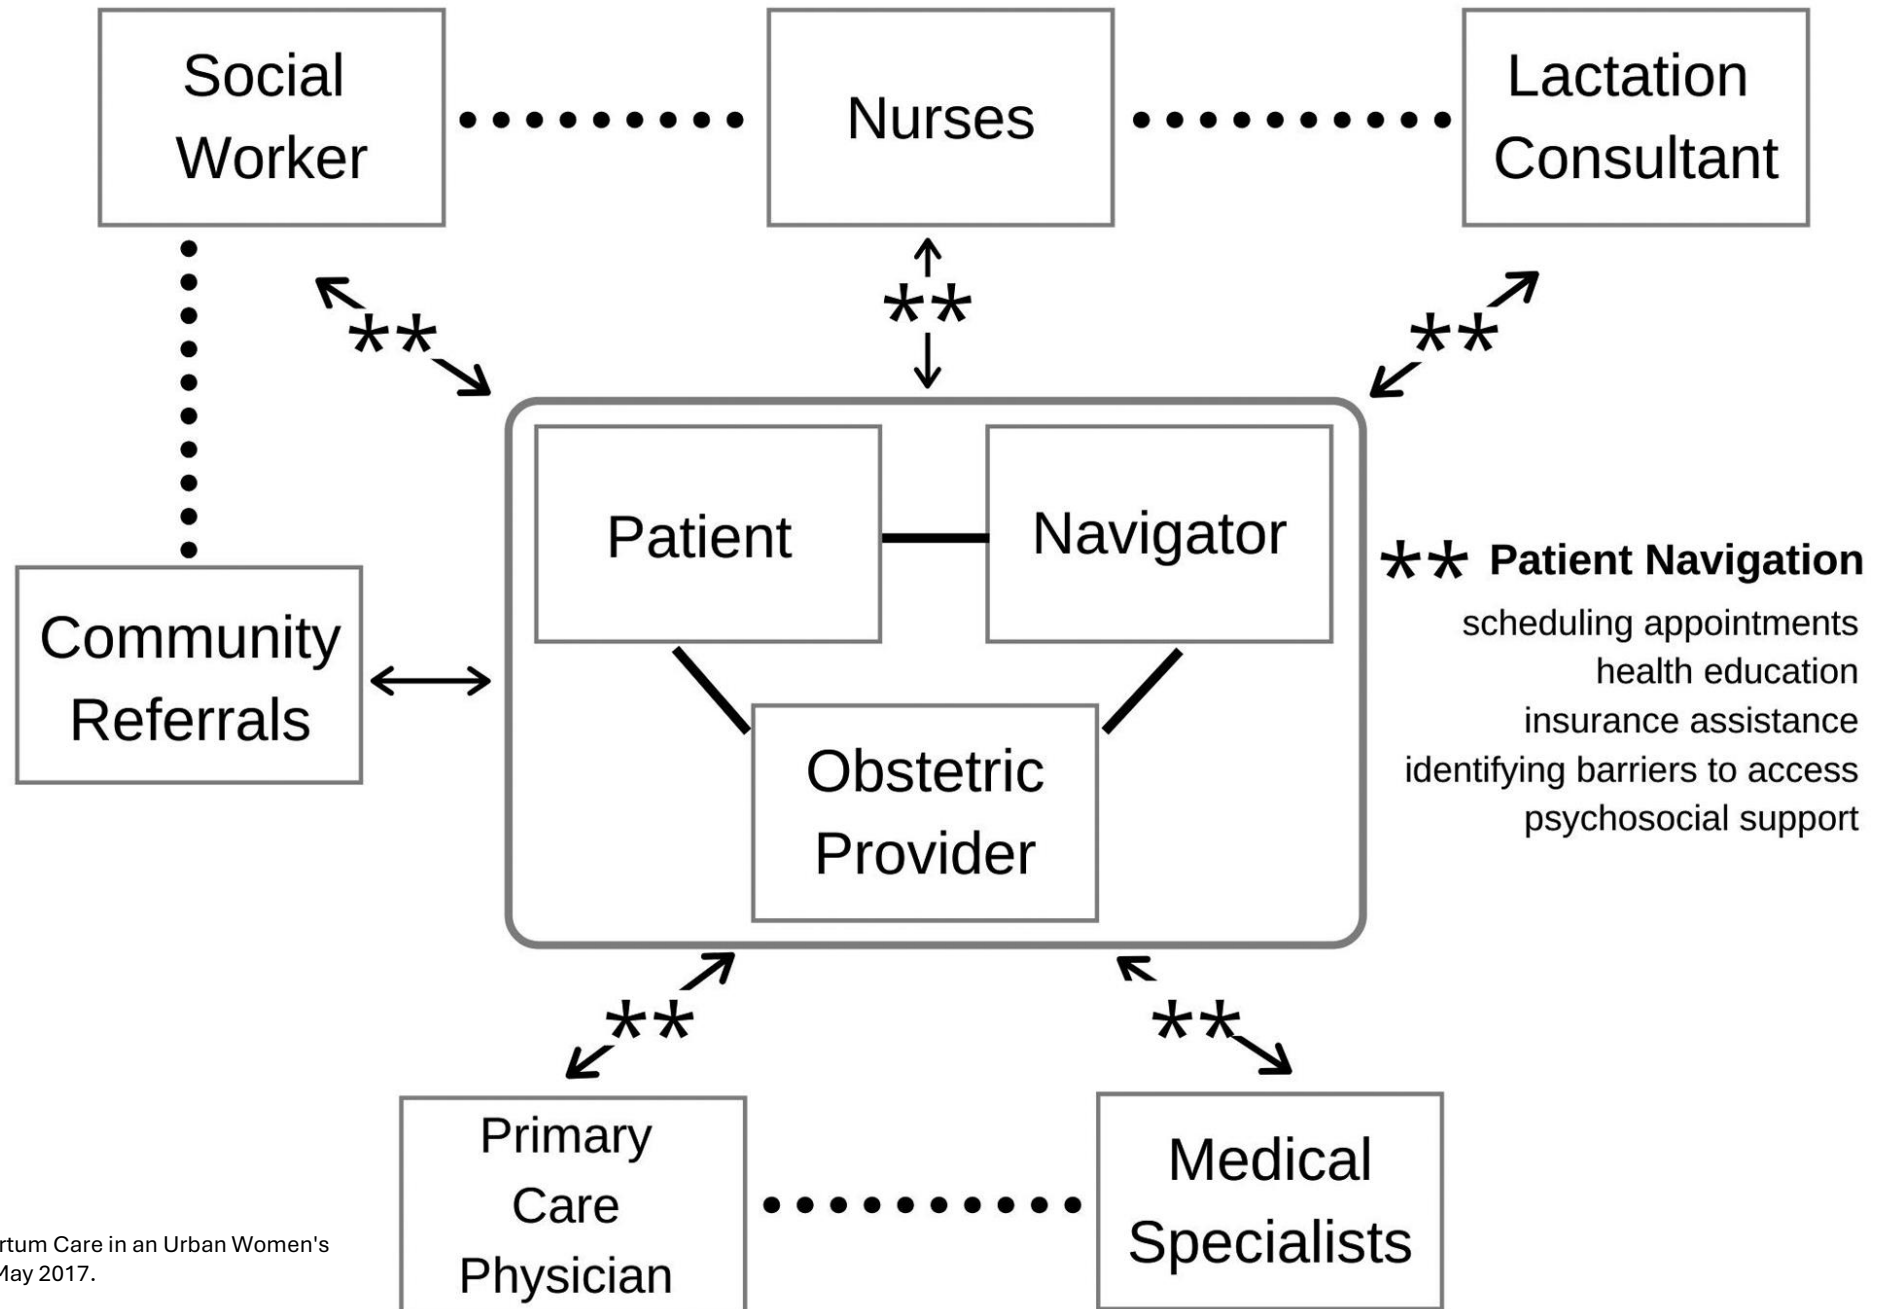 Social
Worker
Nurses
Lactation
Consultant
**
**
**
Patient
Navigator
** Patient Navigation
scheduling appointments
health education
insurance assistance
identifying barriers to access
psychosocial support
Community
Referrals
Obstetric
Provider
**
**
Primary
Care
Physician
Medical
Specialists
Care in an Urban Women's
May 2017.